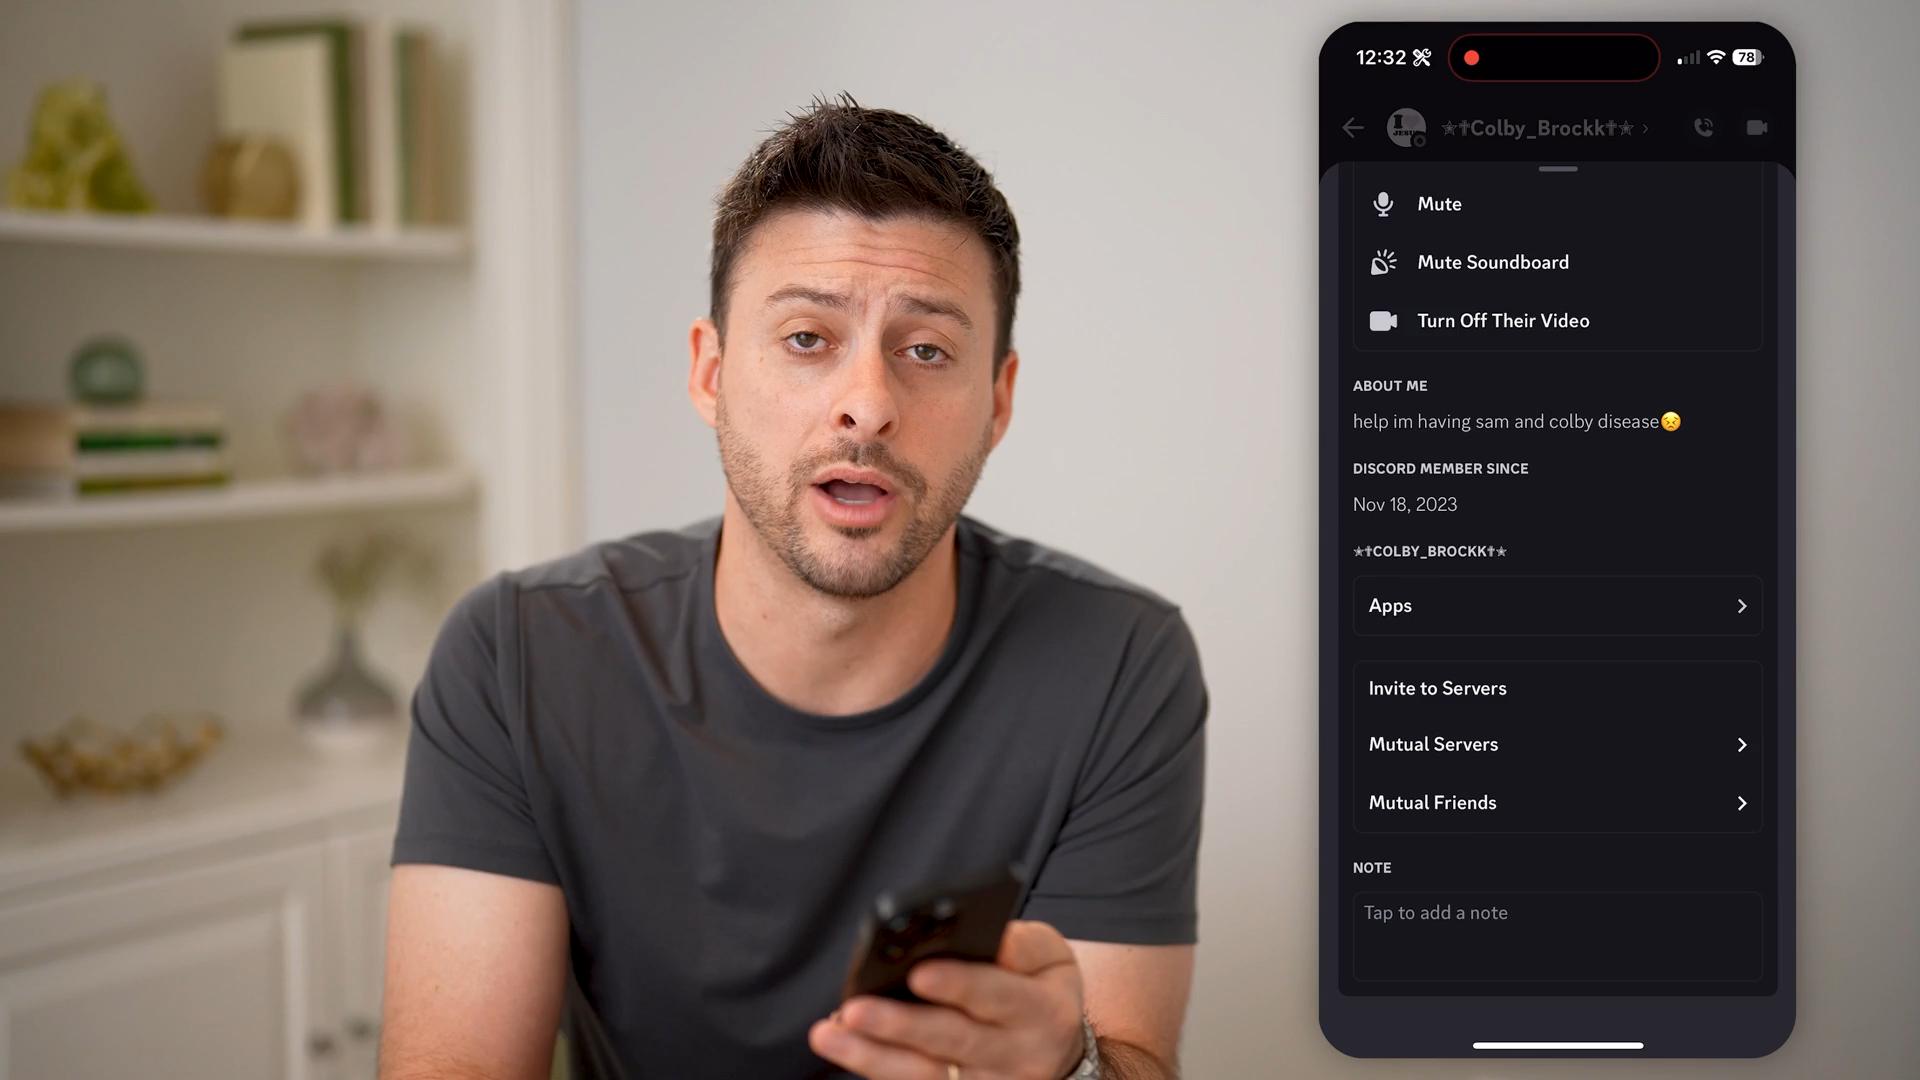 12:32
78
I
JESUS
✭✝Colby_Brockk✝✭
Mute
Mute Soundboard
Turn Off Their Video
ABOUT ME
help im having sam and colby disease😣
DISCORD MEMBER SINCE
Nov 18, 2023
✭✝COLBY_BROCKK✝✭
Apps
Invite to Servers
Mutual Servers
Mutual Friends
NOTE
Tap to add a note